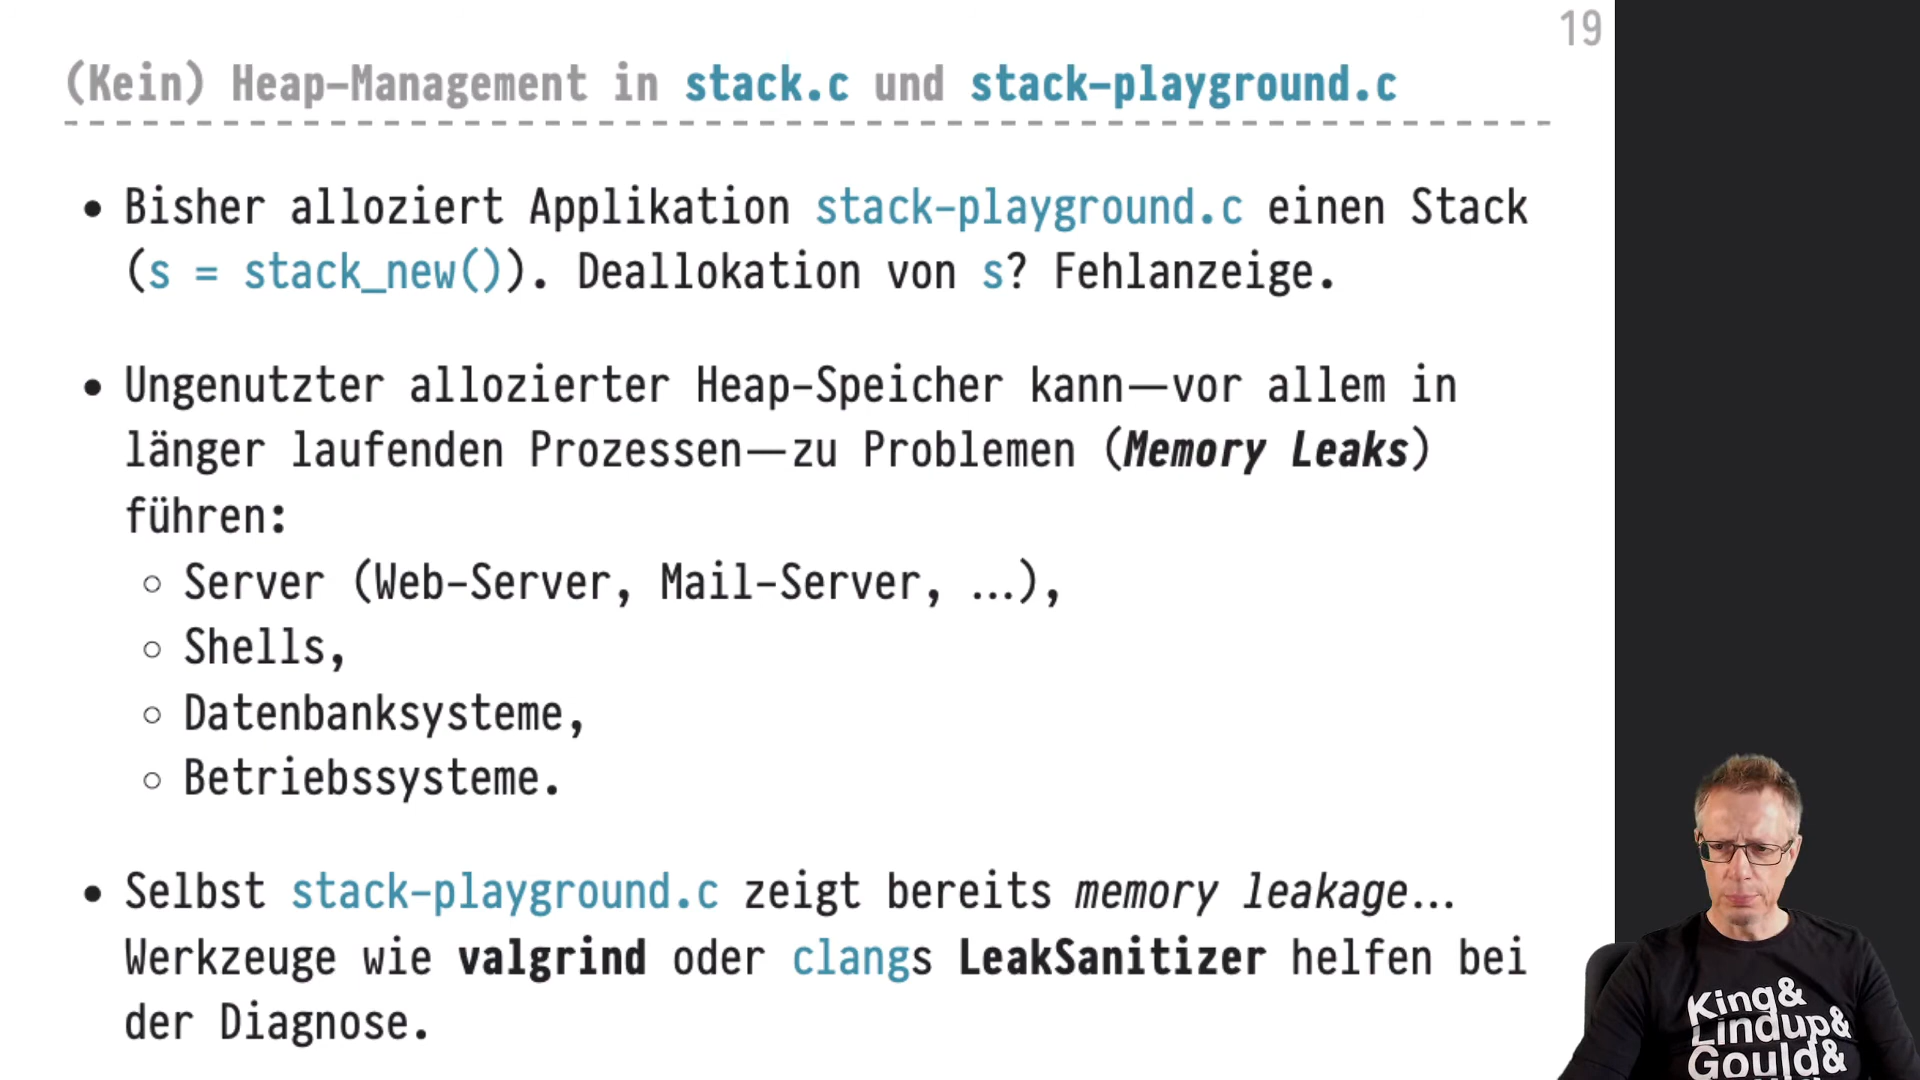 19
(Kein) Heap-Management in stack.c und stack-playground.c
• Bisher alloziert Applikation stack-playground.c einen Stack
(s = stack_new()). Deallokation von s? Fehlanzeige.
• Ungenutzter allozierter Heap-Speicher kann—vor allem in
länger laufenden Prozessen—zu Problemen (Memory Leaks)
führen:
◦ Server (Web-Server, Mail-Server, …),
◦ Shells,
◦ Datenbanksysteme,
◦ Betriebssysteme.
• Selbst stack-playground.c zeigt bereits memory leakage…
Werkzeuge wie valgrind oder clangs LeakSanitizer helfen bei
der Diagnose.
King&
Lindup&
Gould&